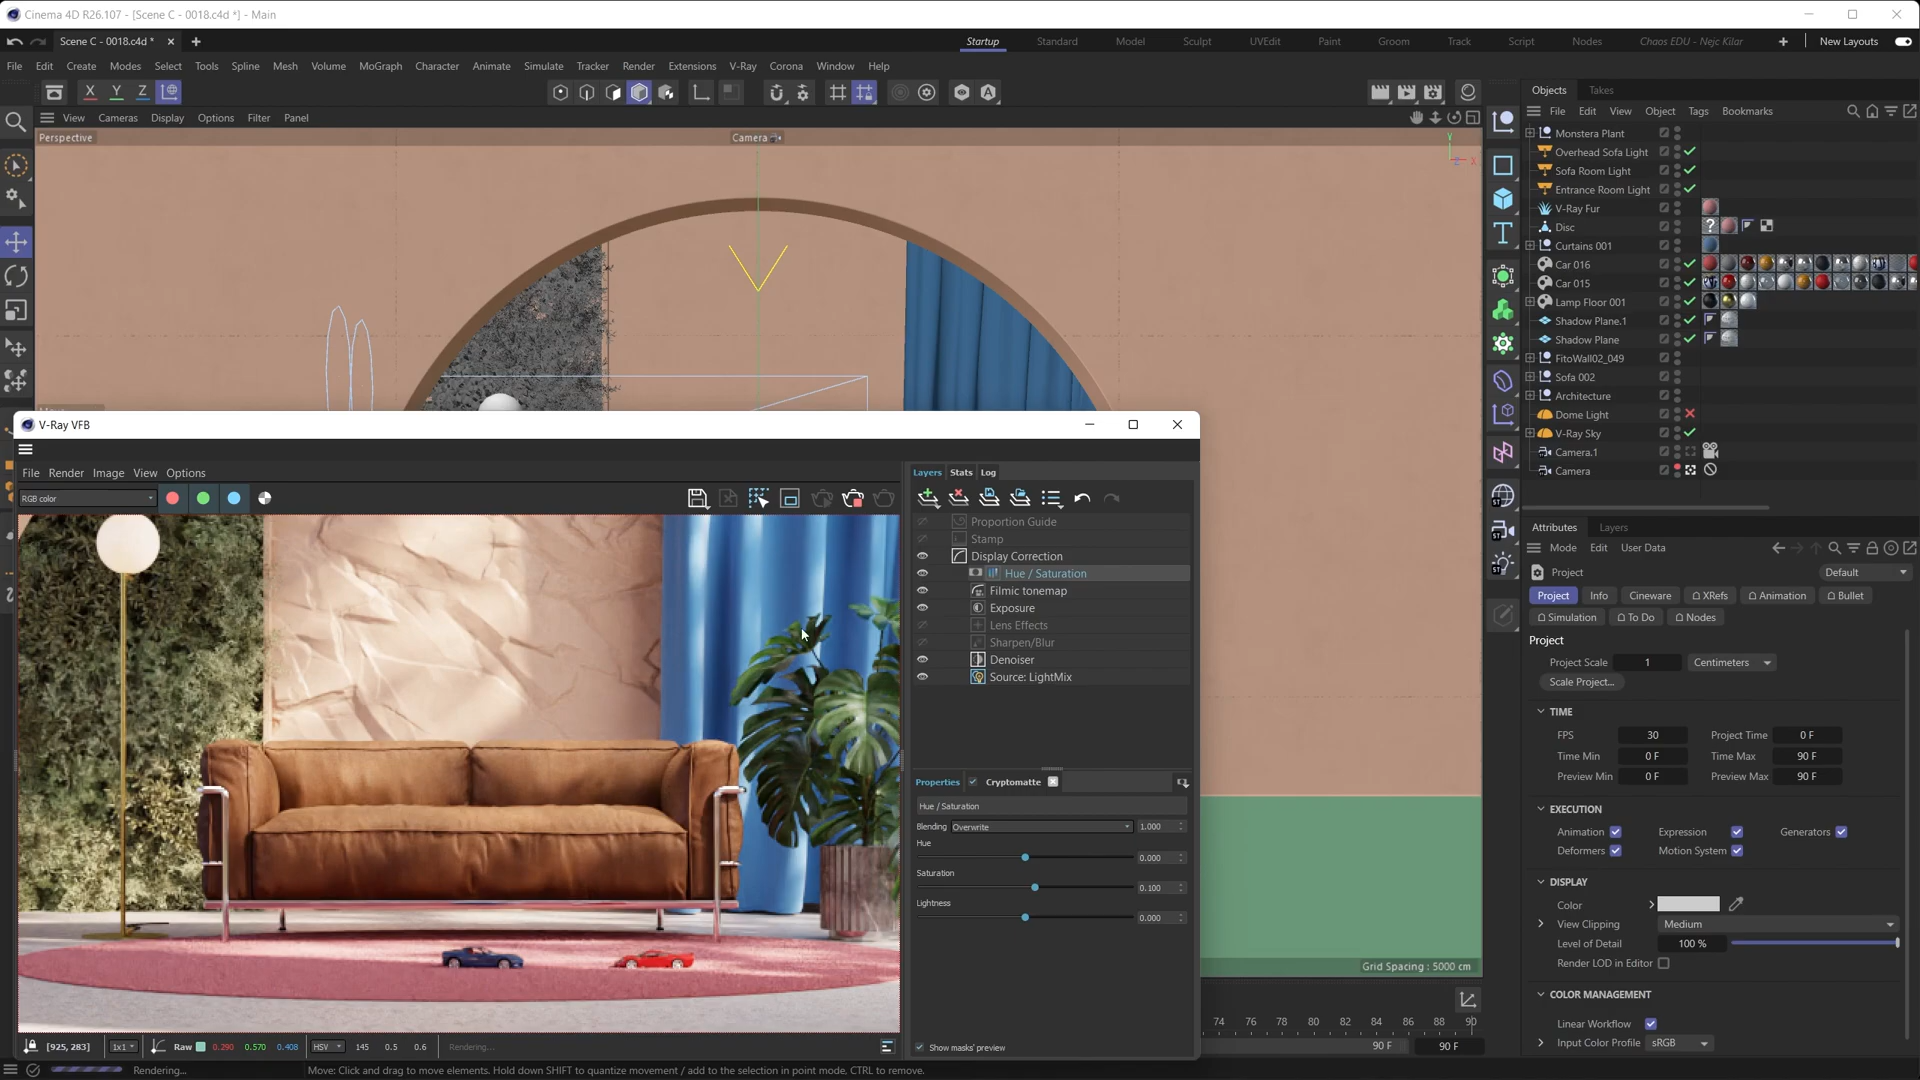 Cinema 4D R26.107 - [Scene C - 0018.c4d *] - Main
Scene C - 0018.c4d *
Startup Standard Model Sculpt UVEdit Paint Groom Track Script Nodes Chaos EDU - Nejc Kilar New Layouts
File Edit Create Modes Select Tools Spline Mesh Volume MoGraph Character Animate Simulate Tracker Render Extensions V-Ray Corona Window Help
X Y Z
View Cameras Display Options Filter Panel
Perspective
Camera
Y
X
Z
Grid Spacing : 5000 cm
V-Ray VFB
File Render Image View Options
RGB color
Layers Stats Log
Proportion Guide
Stamp
Display Correction
Hue / Saturation
Filmic tonemap
Exposure
Lens Effects
Sharpen/Blur
Denoiser
Source: LightMix
Properties Cryptomatte
Hue / Saturation
Blending Overwrite 1.000
Hue
0.000
Saturation
0.100
Lightness
0.000
Show masks' preview
[925, 283] 1x1 Raw 0.290 0.570 0.408 HSV 145 0.5 0.6 Rendering...
74 76 78 80 82 84 86 88 90
90 F 90 F
Rendering... Move: Click and drag to move elements. Hold down SHIFT to quantize movement / add to the selection in point mode, CTRL to remove.
Objects Takes
File Edit View Object Tags Bookmarks
Monstera Plant
Overhead Sofa Light
Sofa Room Light
Entrance Room Light
V-Ray Fur
Disc
Curtains 001
Car 016
Car 015
Lamp Floor 001
Shadow Plane.1
Shadow Plane
FitoWall02_049
Sofa 002
Architecture
Dome Light
V-Ray Sky
Camera.1
Camera
Attributes Layers
Mode Edit User Data
Project Default
Project Info Cineware XRefs Animation Bullet
Simulation To Do Nodes
Project
Project Scale 1 Centimeters
Scale Project...
TIME
FPS 30 Project Time 0 F
Time Min 0 F Time Max 90 F
Preview Min 0 F Preview Max 90 F
EXECUTION
Animation Expression Generators
Deformers Motion System
DISPLAY
Color
View Clipping Medium
Level of Detail 100 %
Render LOD in Editor
COLOR MANAGEMENT
Linear Workflow
Input Color Profile sRGB